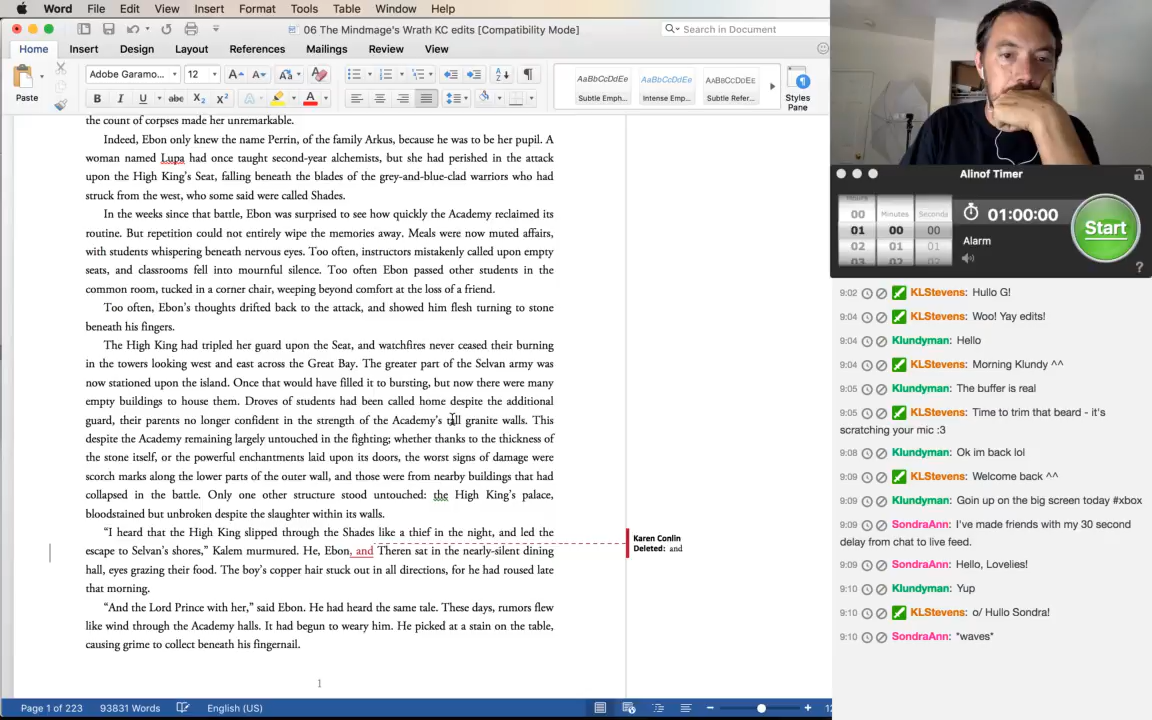 Word File Edit View Insert Format Tools Table Window Help
06 The Mindmage's Wrath KC edits [Compatibility Mode]
Search in Document
Home Insert Design Layout References Mailings Review View
Paste
Adobe Garamo... 12
AaBbCcDdEe AaBbCcDdEe AaBbCcDdEe
Subtle Emph... Intense Emp... Subtle Refer... Styles Pane
the count of corpses made her unremarkable.
Indeed, Ebon only knew the name Perrin, of the family Arkus, because he was to be her pupil. A
woman named Lupa had once taught second-year alchemists, but she had perished in the attack
upon the High King's Seat, falling beneath the blades of the grey-and-blue-clad warriors who had
struck from the west, who some said were called Shades.
In the weeks since that battle, Ebon was surprised to see how quickly the Academy reclaimed its
routine. But repetition could not entirely wipe the memories away. Meals were now muted affairs,
with students whispering beneath nervous eyes. Too often, instructors mistakenly called upon empty
seats, and classrooms fell into mournful silence. Too often Ebon passed other students in the
common room, tucked in a corner chair, weeping beyond comfort at the loss of a friend.
Too often, Ebon's thoughts drifted back to the attack, and showed him flesh turning to stone
beneath his fingers.
The High King had tripled her guard upon the Seat, and watchfires never ceased their burning
in the towers looking west and east across the Great Bay. The greater part of the Selvan army was
now stationed upon the island. Once that would have filled it to bursting, but now there were many
empty buildings to house them. Droves of students had been called home despite the additional
guard, their parents no longer confident in the strength of the Academy's tall granite walls. This
despite the Academy remaining largely untouched in the fighting; whether thanks to the thickness of
the stone itself, or the powerful enchantments laid upon its doors, the worst signs of damage were
scorch marks along the lower parts of the outer wall, and those were from nearby buildings that had
collapsed in the battle. Only one other structure stood untouched: the High King's palace,
bloodstained but unbroken despite the slaughter within its walls.
“I heard that the High King slipped through the Shades like a thief in the night, and led the
escape to Selvan's shores,” Kalem murmured. He, Ebon, and Theren sat in the nearly-silent dining
hall, eyes grazing their food. The boy's copper hair stuck out in all directions, for he had roused late
that morning.
“And the Lord Prince with her,” said Ebon. He had heard the same tale. These days, rumors flew
like wind through the Academy halls. It had begun to weary him. He picked at a stain on the table,
causing grime to collect beneath his fingernail.
1
Karen Conlin
Deleted: and
Page 1 of 223 93831 Words English (US)
Alinof Timer
Hours Minutes Seconds
00
01 00 00
02 01 01
03 02 02
01:00:00
Alarm
Start
?
9:02 KLStevens: Hullo G!
9:04 KLStevens: Woo! Yay edits!
9:04 Klundyman: Hello
9:04 KLStevens: Morning Klundy ^^
9:05 Klundyman: The buffer is real
9:05 KLStevens: Time to trim that beard - it's
scratching your mic :3
9:08 Klundyman: Ok im back lol
9:09 KLStevens: Welcome back ^^
9:09 Klundyman: Goin up on the big screen today #xbox
9:09 SondraAnn: I've made friends with my 30 second
delay from chat to live feed.
9:09 SondraAnn: Hello, Lovelies!
9:10 Klundyman: Yup
9:10 KLStevens: o/ Hullo Sondra!
9:10 SondraAnn: *waves*